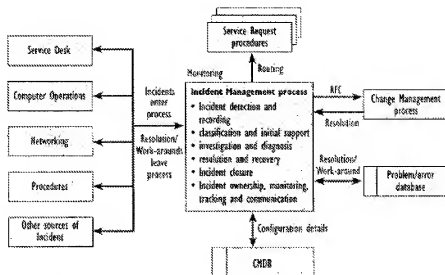 Service Request
procedures
Service Desk
Computer Operations
Networking
Procedures
Other sources of
incident
Incidents
enter
process
Resolution/
Work-arounds
leave
process
Monitoring
Routing
Incident Management process
• Incident detection and
recording
• classification and initial support
• investigation and diagnosis
• resolution and recovery
• Incident closure
• Incident ownership, monitoring,
tracking and communication
RFC
Resolution
Change Management
process
Resolution/
Work-around
Problem/error
database
Configuration details
CMDB